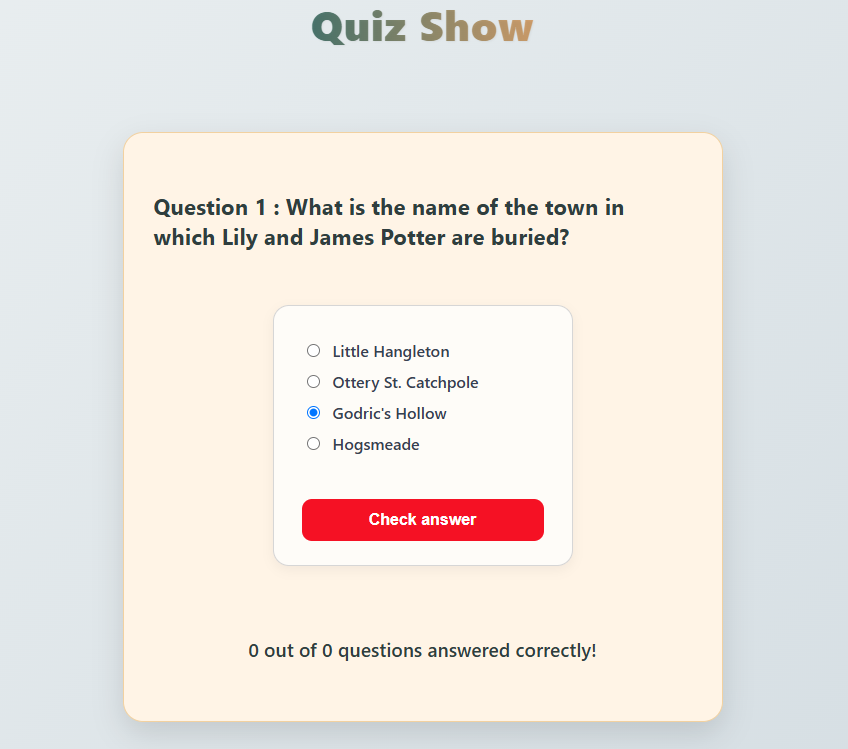 Quiz Show
Question 1 : What is the name of the town in
which Lily and James Potter are buried?
Little Hangleton
Ottery St. Catchpole
Godric's Hollow
Hogsmeade
Check answer
0 out of 0 questions answered correctly!